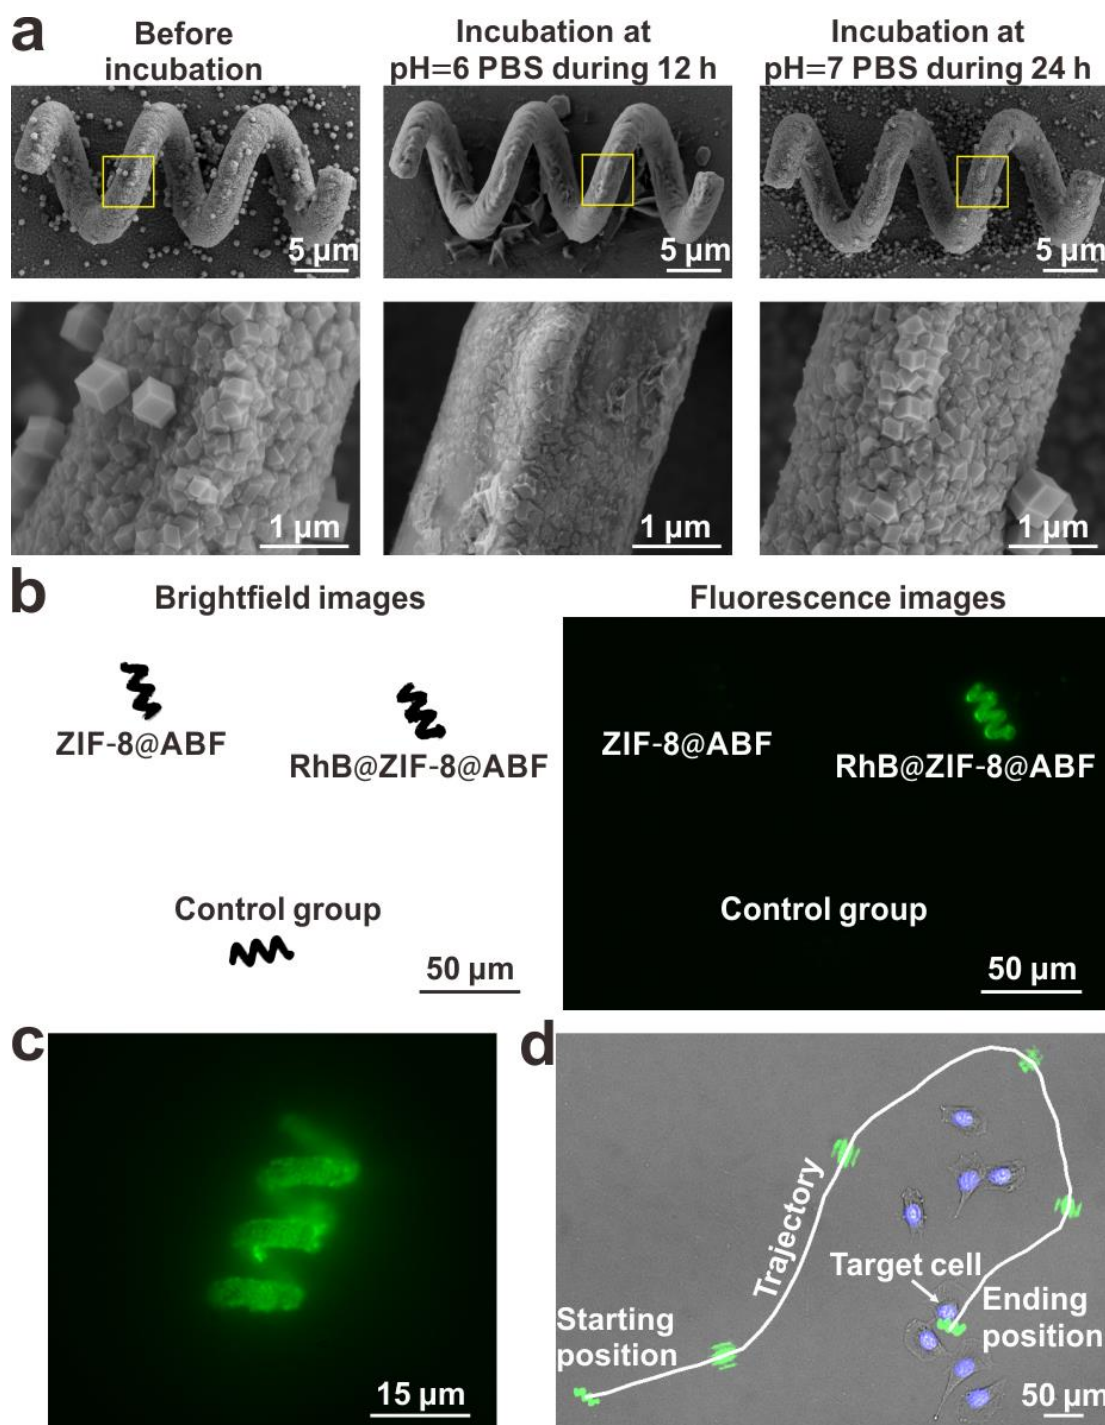 a
Before
incubation
Incubation at
pH=6 PBS during 12 h
Incubation at
pH=7 PBS during 24 h
5 μm
5 μm
5 μm
1 μm
1 μm
1 μm
b
Brightfield images
Fluorescence images
ZIF-8@ABF
RhB@ZIF-8@ABF
Control group
50 μm
ZIF-8@ABF
RhB@ZIF-8@ABF
Control group
50 μm
c
15 μm
d
Trajectory
Target cell
Starting
position
Ending
position
50 μm